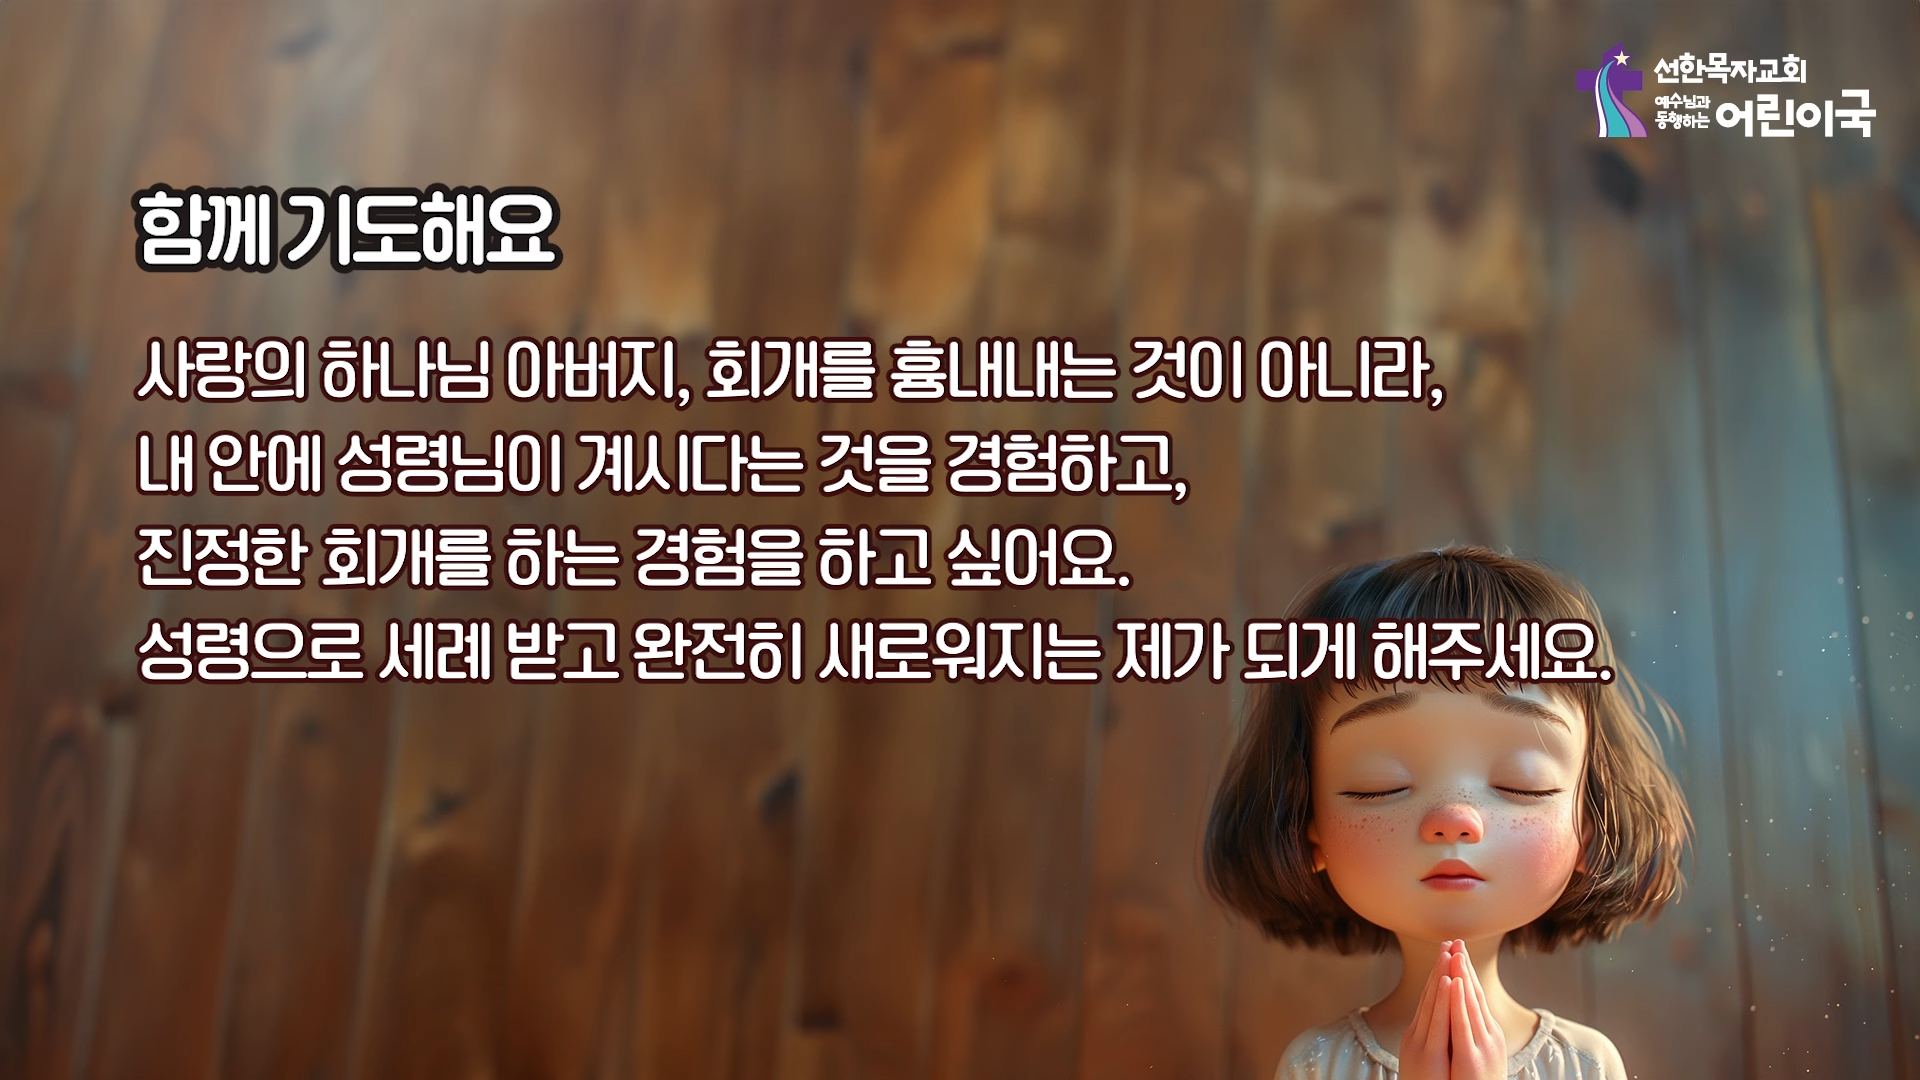 선한목자교회
예수님과
동행하는 어린이국
함께 기도해요
사랑의 하나님 아버지, 회개를 흉내내는 것이 아니라,
내 안에 성령님이 계시다는 것을 경험하고,
진정한 회개를 하는 경험을 하고 싶어요.
성령으로 세례 받고 완전히 새로워지는 제가 되게 해주세요.